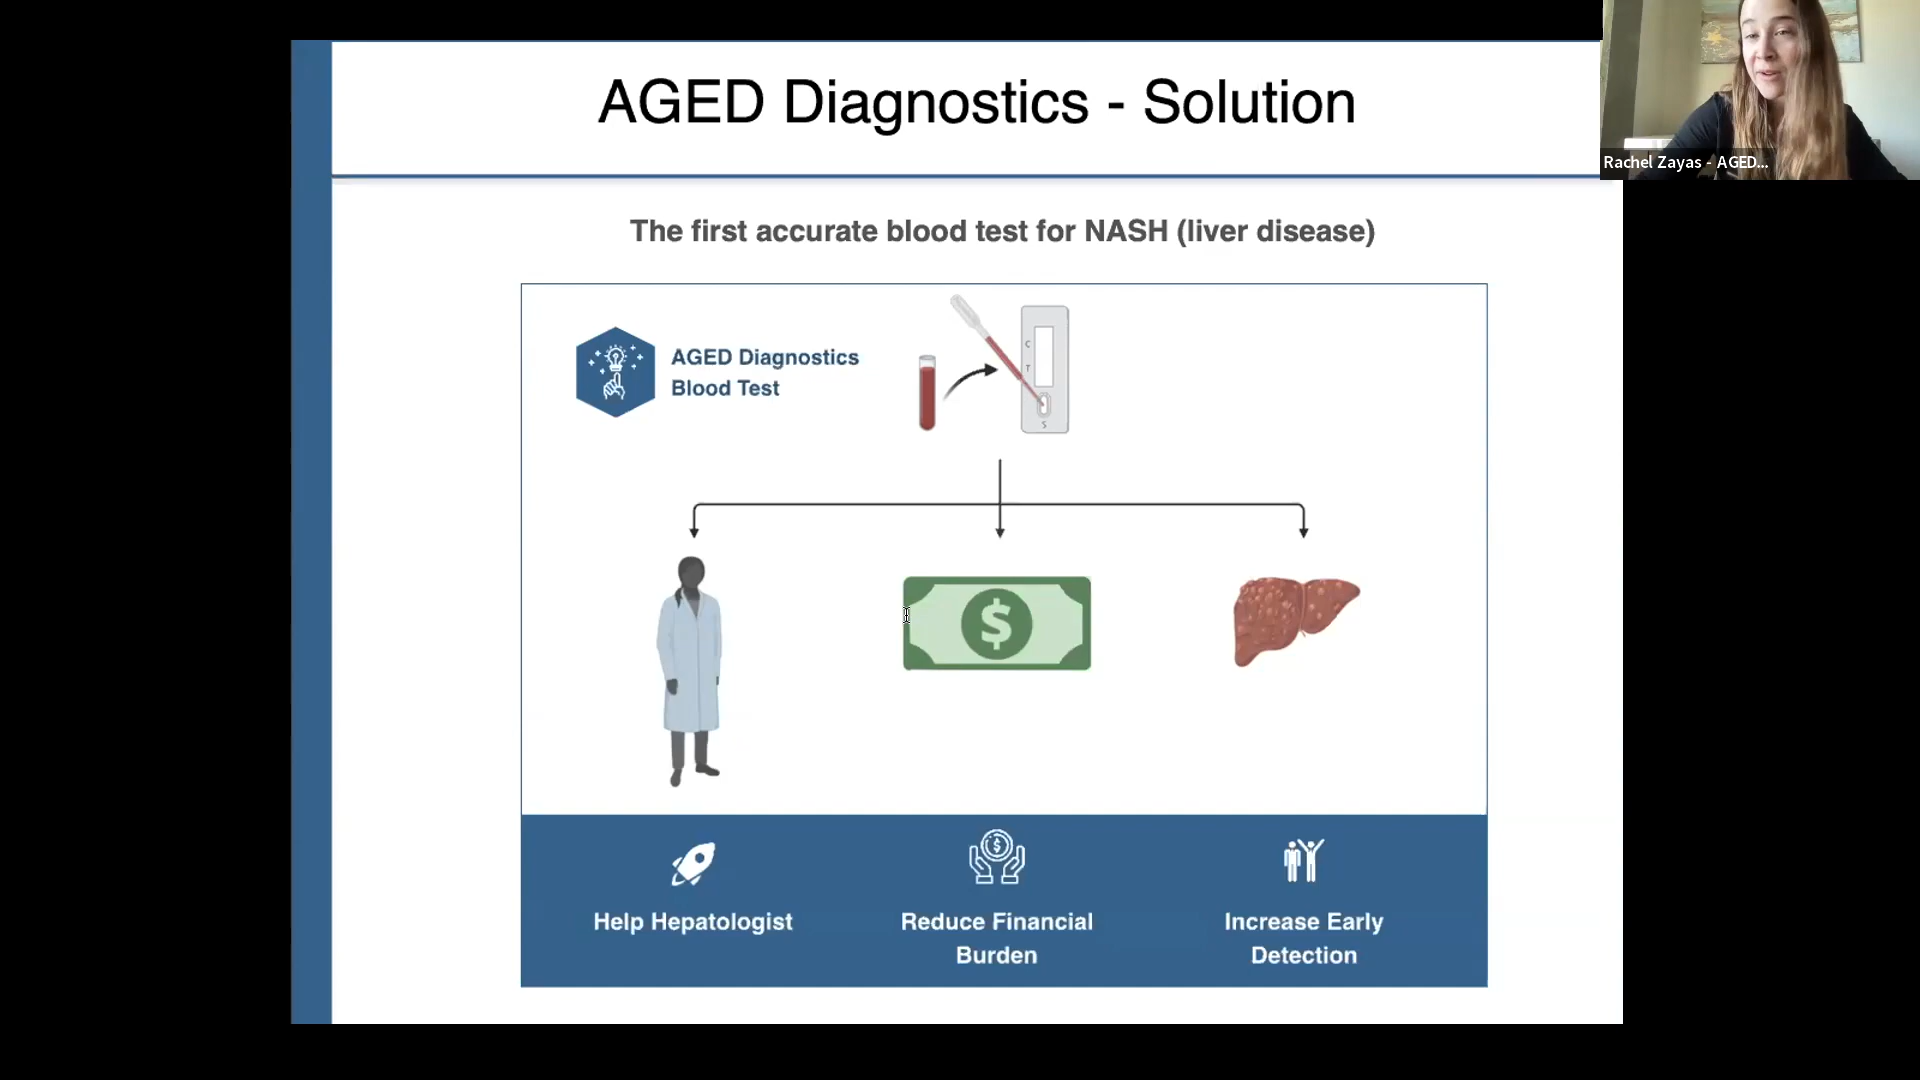 AGED Diagnostics - Solution
Rachel Zayas - AGED...
The first accurate blood test for NASH (liver disease)
AGED Diagnostics
Blood Test
C
T
S
$
$
Help Hepatologist
Reduce Financial
Burden
Increase Early
Detection